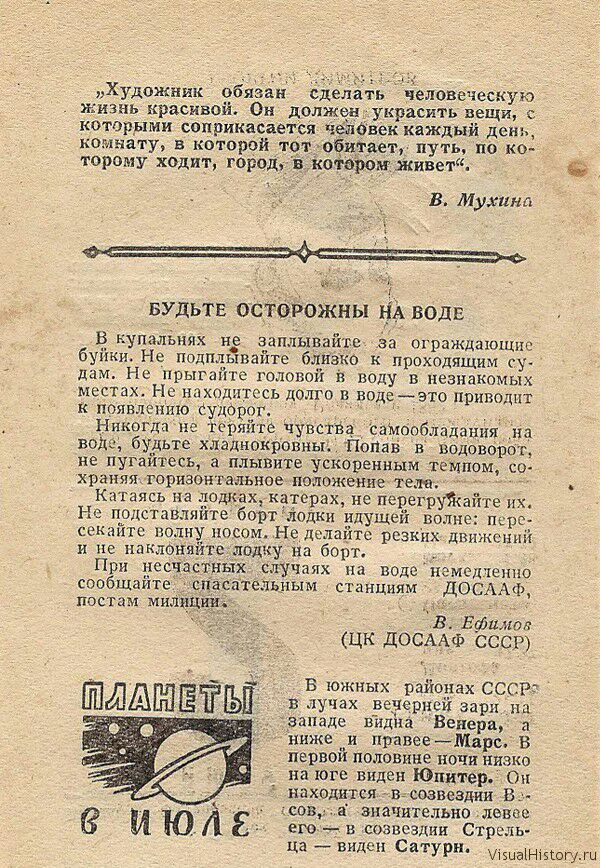 „Художник обязан сделать человеческую
жизнь красивой. Он должен украсить вещи, с
которыми соприкасается человек каждый день,
комнату, в которой тот обитает, путь, по ко-
торому ходит, город, в котором живет“.
В. Мухина
БУДЬТЕ ОСТОРОЖНЫ НА ВОДЕ
В купальнях не заплывайте за ограждающие
буйки. Не подплывайте близко к проходящим су-
дам. Не прыгайте головой в воду в незнакомых
местах. Не находитесь долго в воде — это приводит
к появлению судорог.
Никогда не теряйте чувства самообладания на
воде, будьте хладнокровны. Попав в водоворот,
не пугайтесь, а плывите ускоренным темпом, со-
храняя горизонтальное положение тела.
Катаясь на лодках, катерах, не перегружайте их.
Не подставляйте борт лодки идущей волне: пере-
секайте волну носом. Не делайте резких движений
и не наклоняйте лодку на борт.
При несчастных случаях на воде немедленно
сообщайте спасательным станциям ДОСААФ,
постам милиции.
В. Ефимов
(ЦК ДОСААФ СССР)
ПЛАНЕТЫ
В ИЮЛЕ
В южных районах СССР
в лучах вечерней зари на
западе видна Венера, а
ниже и правее — Марс. В
первой половине ночи низко
на юге виден Юпитер. Он
находится в созвездии Ве-
сов, а значительно левее
его — в созвездии Стрель-
ца — виден Сатурн.
VisualHistory.ru